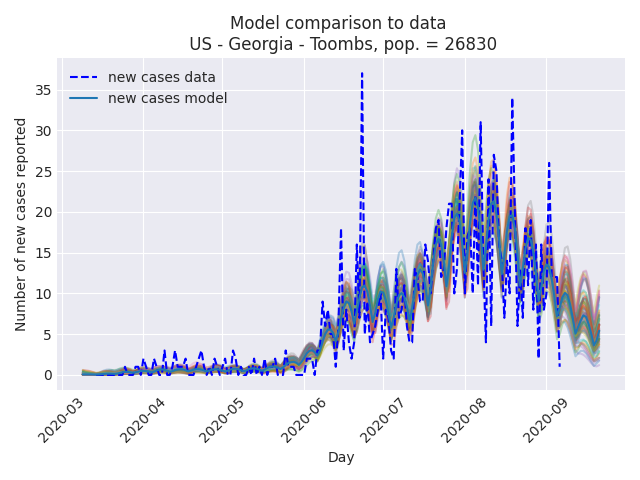 Model comparison to data
US - Georgia - Toombs, pop. = 26830
new cases data
new cases model
Number of new cases reported
35
30
25
20
15
10
5
0
2020-03
2020-04
2020-05
2020-06
2020-07
2020-08
2020-09
Day